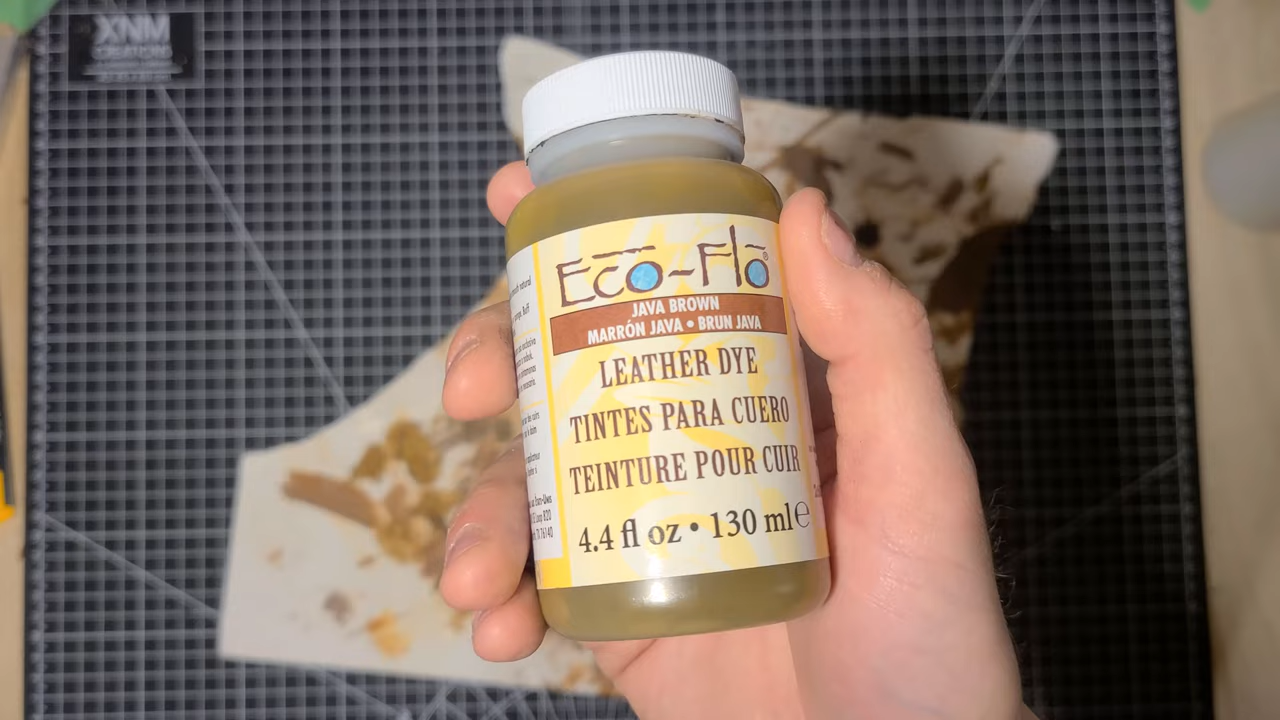 XNM
CREATIONS
Eco-Flo®
JAVA BROWN
MARRÓN JAVA • BRUN JAVA
LEATHER DYE
TINTES PARA CUERO
TEINTURE POUR CUIR
4.4 fl oz • 130 ml ℮